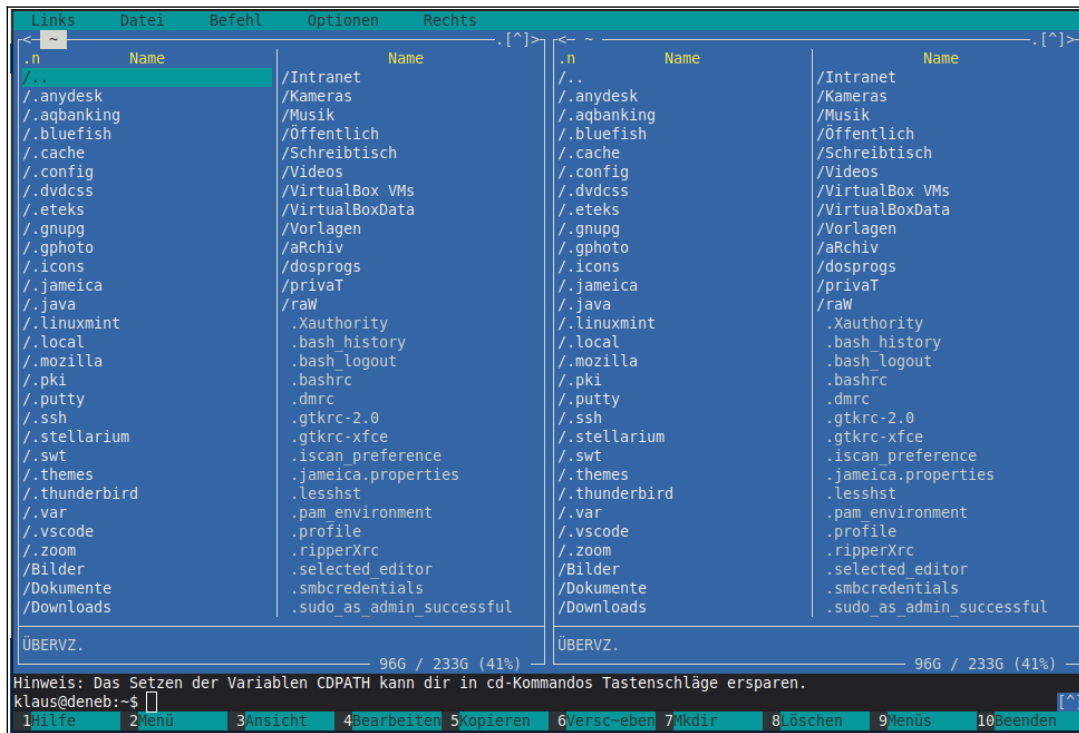 Links Datei Befehl Optionen Rechts
<— ~ .[^]> <— ~ .[^]>
.n Name Name .n Name Name
/.. /Intranet /.. /Intranet
/.anydesk /Kameras /.anydesk /Kameras
/.aqbanking /Musik /.aqbanking /Musik
/.bluefish /Öffentlich /.bluefish /Öffentlich
/.cache /Schreibtisch /.cache /Schreibtisch
/.config /Videos /.config /Videos
/.dvdcss /VirtualBox VMs /.dvdcss /VirtualBox VMs
/.eteks /VirtualBoxData /.eteks /VirtualBoxData
/.gnupg /Vorlagen /.gnupg /Vorlagen
/.gphoto /aRchiv /.gphoto /aRchiv
/.icons /dosprogs /.icons /dosprogs
/.jameica /privaT /.jameica /privaT
/.java /raW /.java /raW
/.linuxmint .Xauthority /.linuxmint .Xauthority
/.local .bash_history /.local .bash_history
/.mozilla .bash_logout /.mozilla .bash_logout
/.pki .bashrc /.pki .bashrc
/.putty .dmrc /.putty .dmrc
/.ssh .gtkrc-2.0 /.ssh .gtkrc-2.0
/.stellarium .gtkrc-xfce /.stellarium .gtkrc-xfce
/.swt .iscan_preference /.swt .iscan_preference
/.themes .jameica.properties /.themes .jameica.properties
/.thunderbird .lesshst /.thunderbird .lesshst
/.var .pam_environment /.var .pam_environment
/.vscode .profile /.vscode .profile
/.zoom .ripperXrc /.zoom .ripperXrc
/Bilder .selected_editor /Bilder .selected_editor
/Dokumente .smbcredentials /Dokumente .smbcredentials
/Downloads .sudo_as_admin_successful /Downloads .sudo_as_admin_successful
ÜBERVZ. ÜBERVZ.
96G / 233G (41%) 96G / 233G (41%)
Hinweis: Das Setzen der Variablen CDPATH kann dir in cd-Kommandos Tastenschläge ersparen.
klaus@deneb:~$ [^]
1Hilfe 2Menü 3Ansicht 4Bearbeiten 5Kopieren 6Versc~eben 7Mkdir 8Löschen 9Menüs 10Beenden